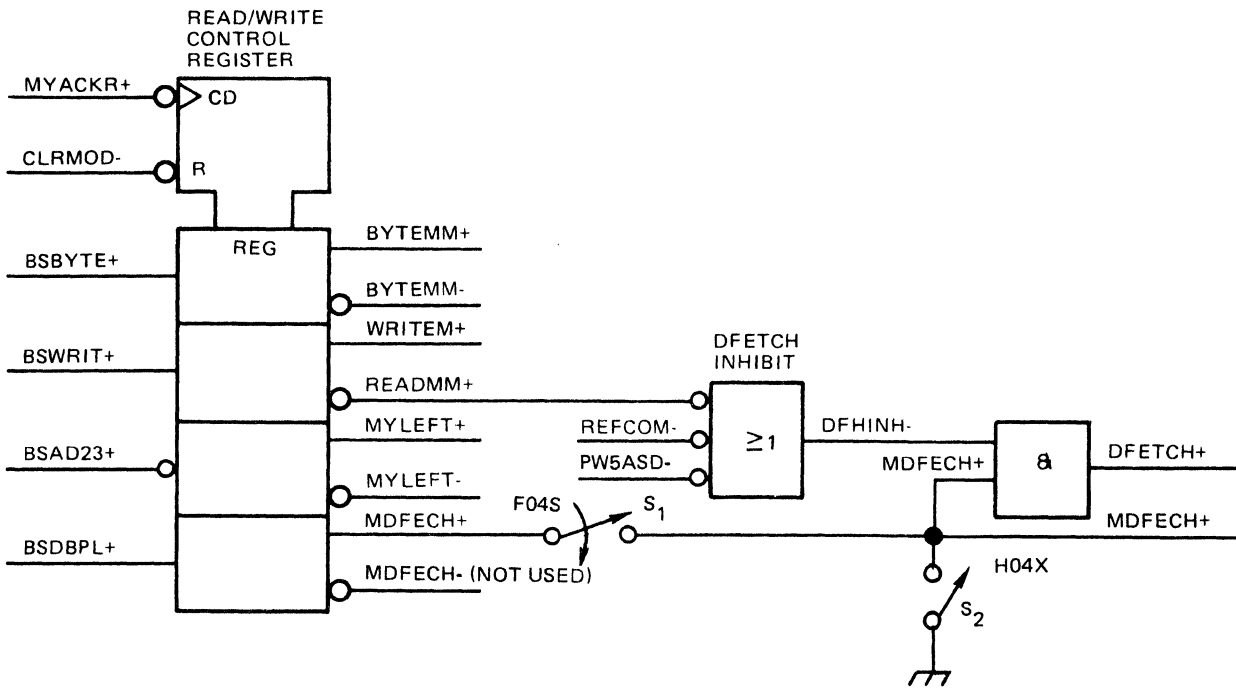 READ/WRITE
CONTROL
REGISTER
MYACKR+
CD
CLRMOD-
R
REG
BYTEMM+
BSBYTE+
BYTEMM-
WRITEM+
DFETCH
INHIBIT
BSWRIT+
READMM+
MYLEFT+
REFCOM-
≥1
DFHINH-
&
DFETCH+
BSAD23+
PW5ASD-
MDFECH+
MYLEFT-
F04S
S1
MDFECH+
MDFECH+
BSDBPL+
MDFECH- (NOT USED)
H04X
S2